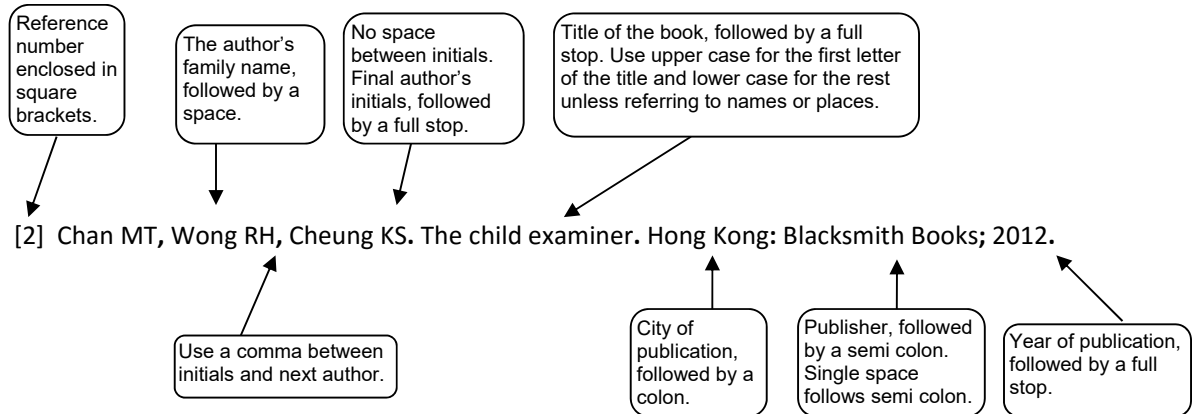 Reference
number
enclosed in
square
brackets.
The author's
family name,
followed by a
space.
No space
between initials.
Final author's
initials, followed
by a full stop.
Title of the book, followed by a full
stop. Use upper case for the first letter
of the title and lower case for the rest
unless referring to names or places.
[2] Chan MT, Wong RH, Cheung KS. The child examiner. Hong Kong: Blacksmith Books; 2012.
Use a comma between
initials and next author.
City of
publication,
followed by a
colon.
Publisher, followed
by a semi colon.
Single space
follows semi colon.
Year of publication,
followed by a full
stop.